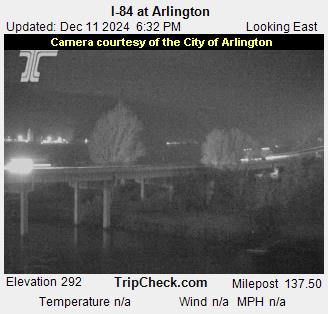 I-84 at Arlington
Updated: Dec 11 2024 6:32 PM Looking East
Camera courtesy of the City of Arlington
Elevation 292 TripCheck.com Milepost 137.50
Temperature n/a Wind n/a MPH n/a